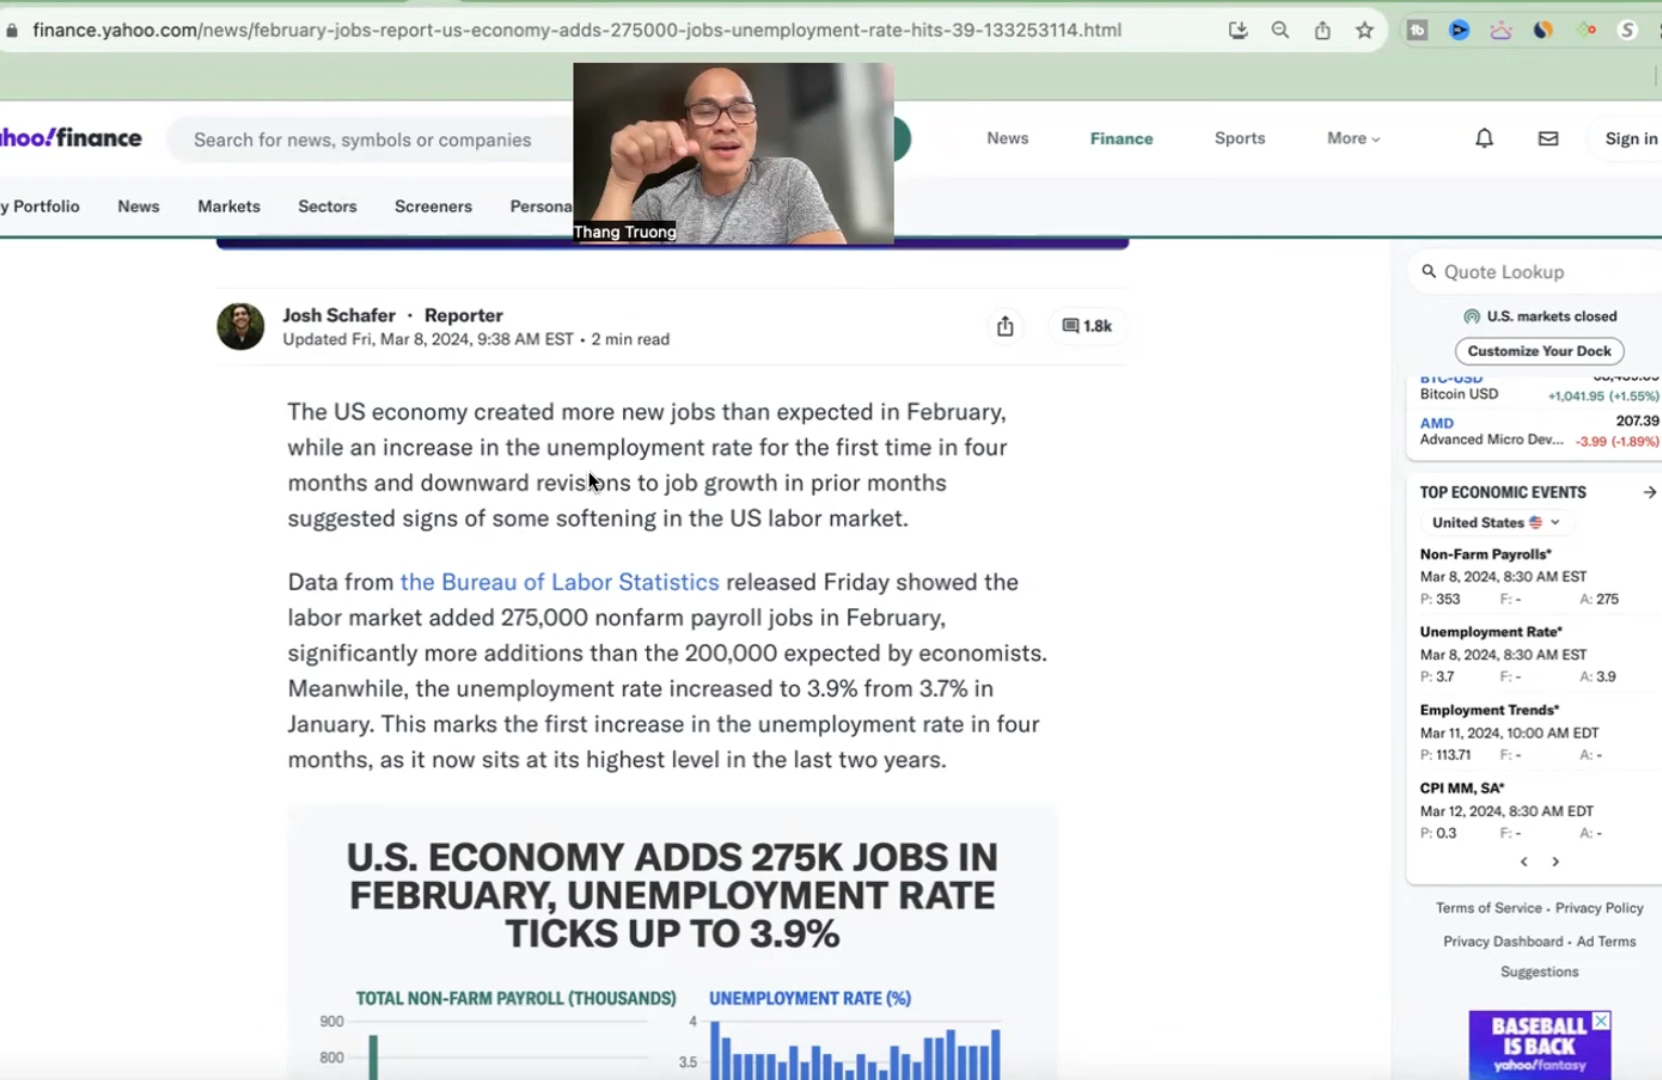 finance.yahoo.com/news/february-jobs-report-us-economy-adds-275000-jobs-unemployment-rate-hits-39-133253114.html
hoo!finance
Search for news, symbols or companies
News
Finance
Sports
More
Sign in
y Portfolio
News
Markets
Sectors
Screeners
Persona
Thang Truong
Josh Schafer · Reporter
Updated Fri, Mar 8, 2024, 9:38 AM EST • 2 min read
1.8k
The US economy created more new jobs than expected in February,
while an increase in the unemployment rate for the first time in four
months and downward revisions to job growth in prior months
suggested signs of some softening in the US labor market.
Data from the Bureau of Labor Statistics released Friday showed the
labor market added 275,000 nonfarm payroll jobs in February,
significantly more additions than the 200,000 expected by economists.
Meanwhile, the unemployment rate increased to 3.9% from 3.7% in
January. This marks the first increase in the unemployment rate in four
months, as it now sits at its highest level in the last two years.
U.S. ECONOMY ADDS 275K JOBS IN
FEBRUARY, UNEMPLOYMENT RATE
TICKS UP TO 3.9%
TOTAL NON-FARM PAYROLL (THOUSANDS)
900
800
UNEMPLOYMENT RATE (%)
4
3.5
Quote Lookup
U.S. markets closed
Customize Your Dock
BTC-USD
Bitcoin USD +1,041.95 (+1.55%)
AMD 207.39
Advanced Micro Dev... -3.99 (-1.89%)
TOP ECONOMIC EVENTS
United States
Non-Farm Payrolls*
Mar 8, 2024, 8:30 AM EST
P: 353 F: - A: 275
Unemployment Rate*
Mar 8, 2024, 8:30 AM EST
P: 3.7 F: - A: 3.9
Employment Trends*
Mar 11, 2024, 10:00 AM EDT
P: 113.71 F: - A: -
CPI MM, SA*
Mar 12, 2024, 8:30 AM EDT
P: 0.3 F: - A: -
Terms of Service • Privacy Policy
Privacy Dashboard • Ad Terms
Suggestions
BASEBALL
IS BACK
yahoo!fantasy